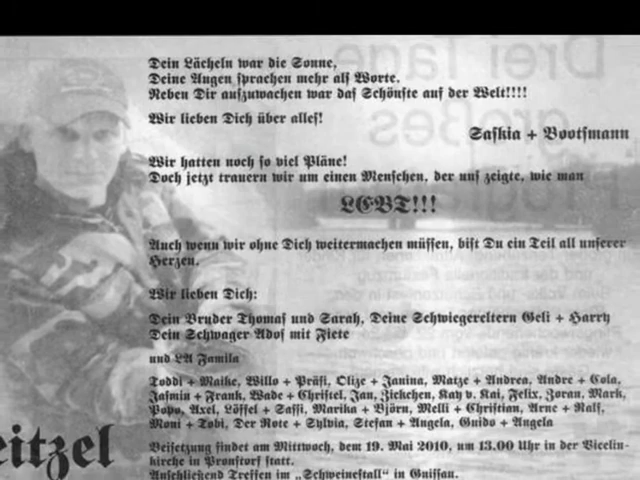 Dein Lächeln war die Sonne,
Deine Augen sprachen mehr als Worte.
Neben Dir aufzuwachen war das Schönste auf der Welt!!!!
Wir lieben Dich über alles!
Saskia + Bootsmann
Wir hatten noch so viel Pläne!
Doch jetzt trauern wir um einen Menschen, der uns zeigte, wie man
LEBT!!!
Auch wenn wir ohne Dich weitermachen müssen, bist Du ein Teil all unserer
Herzen.
Wir lieben Dich:
Dein Bruder Thomas und Sarah, Deine Schwiegereltern Geli + Harry
Dein Schwager Ados mit Fiete
und LA Familа
Toddi + Maike, Willo + Präsi, Olize + Janina, Matze + Andrea, Andre + Cola,
Jasmin + Frank, Wade + Christel, Jan, Zickchen, Kay v. Kai, Felix, Zoran, Mark,
Popo, Axel, Löffel + Saffi, Marika + Björn, Melli + Christian, Arne + Ralf,
Moni + Tobi, Der Rote + Sylvia, Stefan + Angela, Guido + Angela
eitzel
Beisetzung findet am Mittwoch, dem 19. Mai 2010, um 13.00 Uhr in der Vicelin-
kirche in Pronstorf statt.
Anschließend Treffen im „Schweinestall“ in Gnissau.
Drei Tage
großes